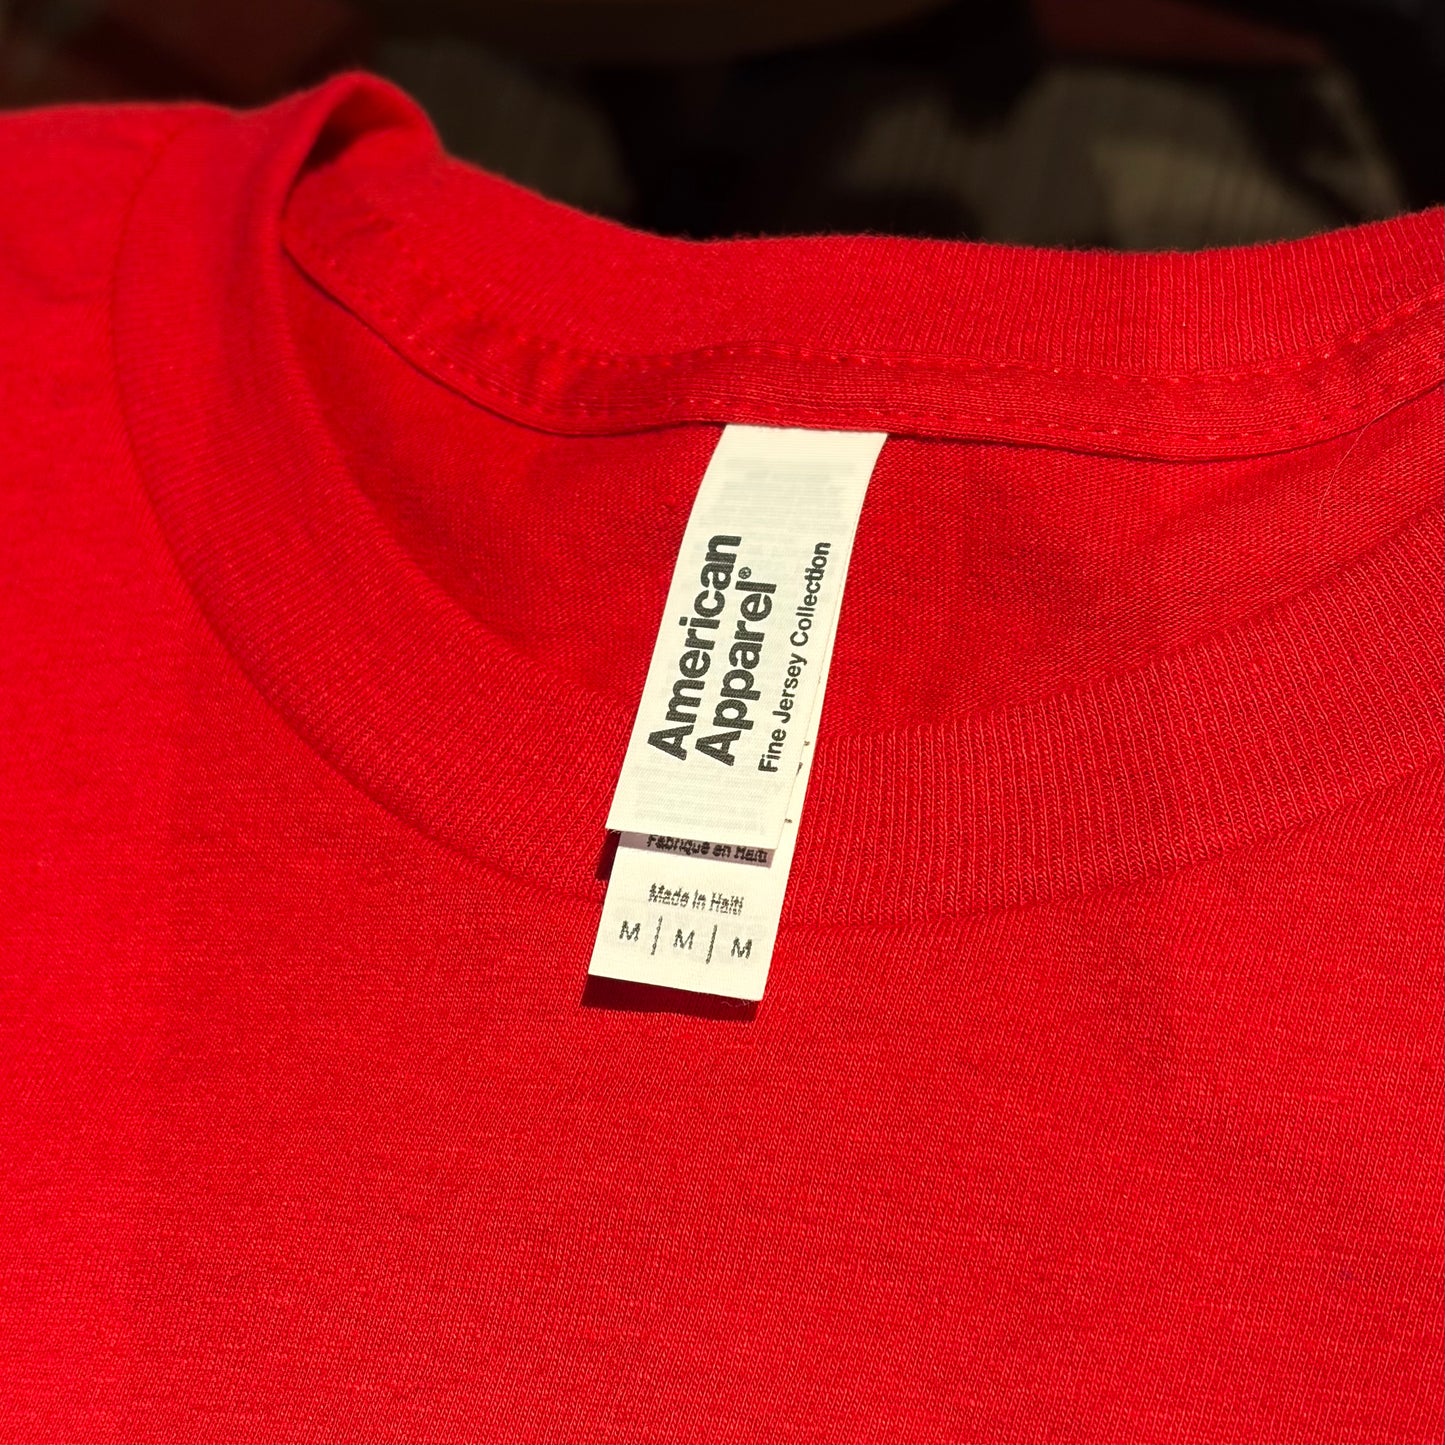 American
Apparel®
Fine Jersey Collection
Fabriqué en Haïti
Made in Haiti
M | M | M